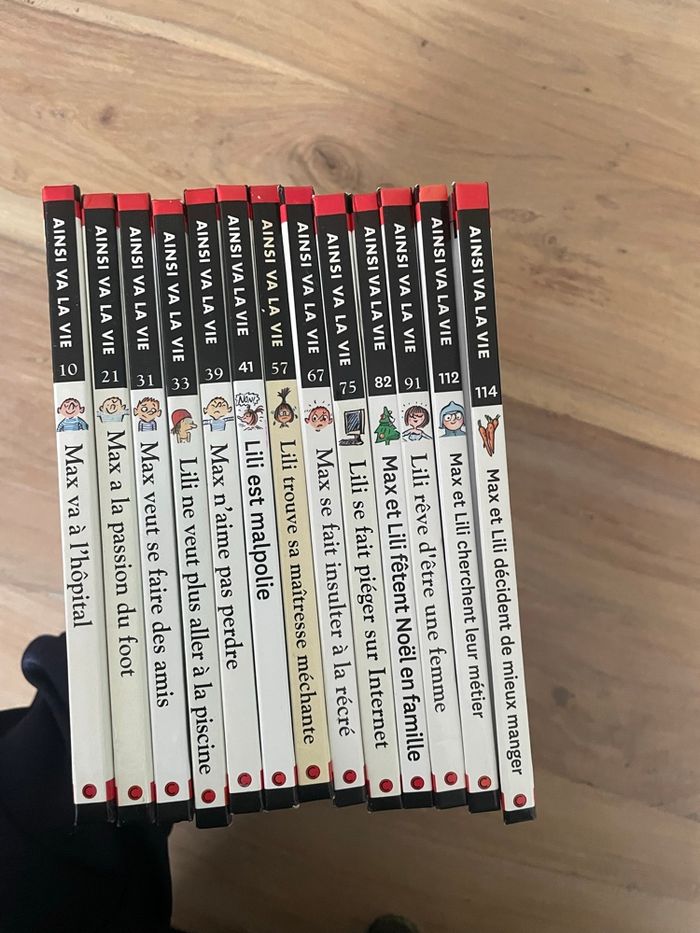 AINSI VA LA VIE 10 Max va à l'hôpital
AINSI VA LA VIE 21 Max a la passion du foot
AINSI VA LA VIE 31 Max veut se faire des amis
AINSI VA LA VIE 33 Lili ne veut plus aller à la piscine
AINSI VA LA VIE 39 Max n'aime pas perdre
AINSI VA LA VIE 41 NON! Lili est malpolie
AINSI VA LA VIE 57 Lili trouve sa maîtresse méchante
AINSI VA LA VIE 67 Max se fait insulter à la récré
AINSI VA LA VIE 75 Lili se fait piéger sur Internet
AINSI VA LA VIE 82 Max et Lili fêtent Noël en famille
AINSI VA LA VIE 91 Lili rêve d'être une femme
AINSI VA LA VIE 112 Max et Lili cherchent leur métier
AINSI VA LA VIE 114 Max et Lili décident de mieux manger